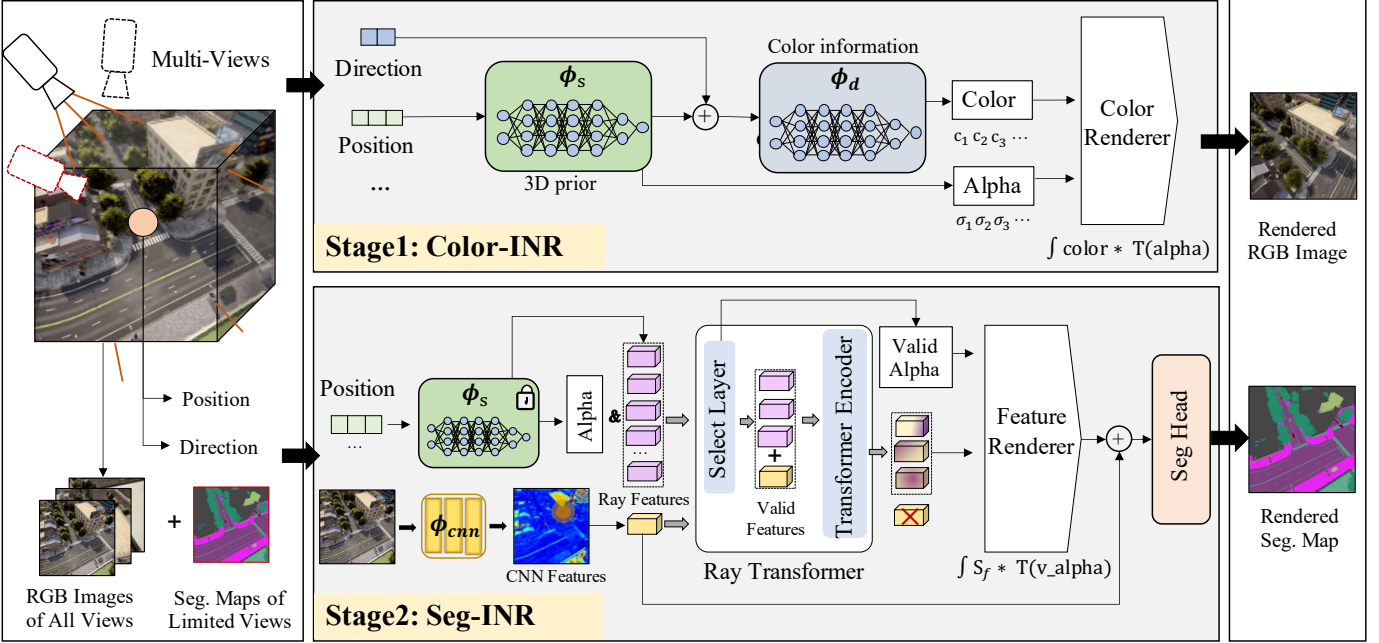 Multi-Views
Position
Direction
+
RGB Images
of All Views
Seg. Maps of
Limited Views
Direction
Position
...
ϕs
3D prior
+
Color information
ϕd
Color
c₁ c₂ c₃ ⋯
Alpha
σ₁ σ₂ σ₃ ⋯
Color
Renderer
∫ color * T(alpha)
Stage1: Color-INR
Position
...
ϕs
Alpha
&
...
Ray Features
ϕcnn
CNN Features
Select Layer
+
Valid
Features
Transformer Encoder
Ray Transformer
Valid
Alpha
Feature
Renderer
∫ S_f * T(v_alpha)
+
Seg Head
Stage2: Seg-INR
Rendered
RGB Image
Rendered
Seg. Map